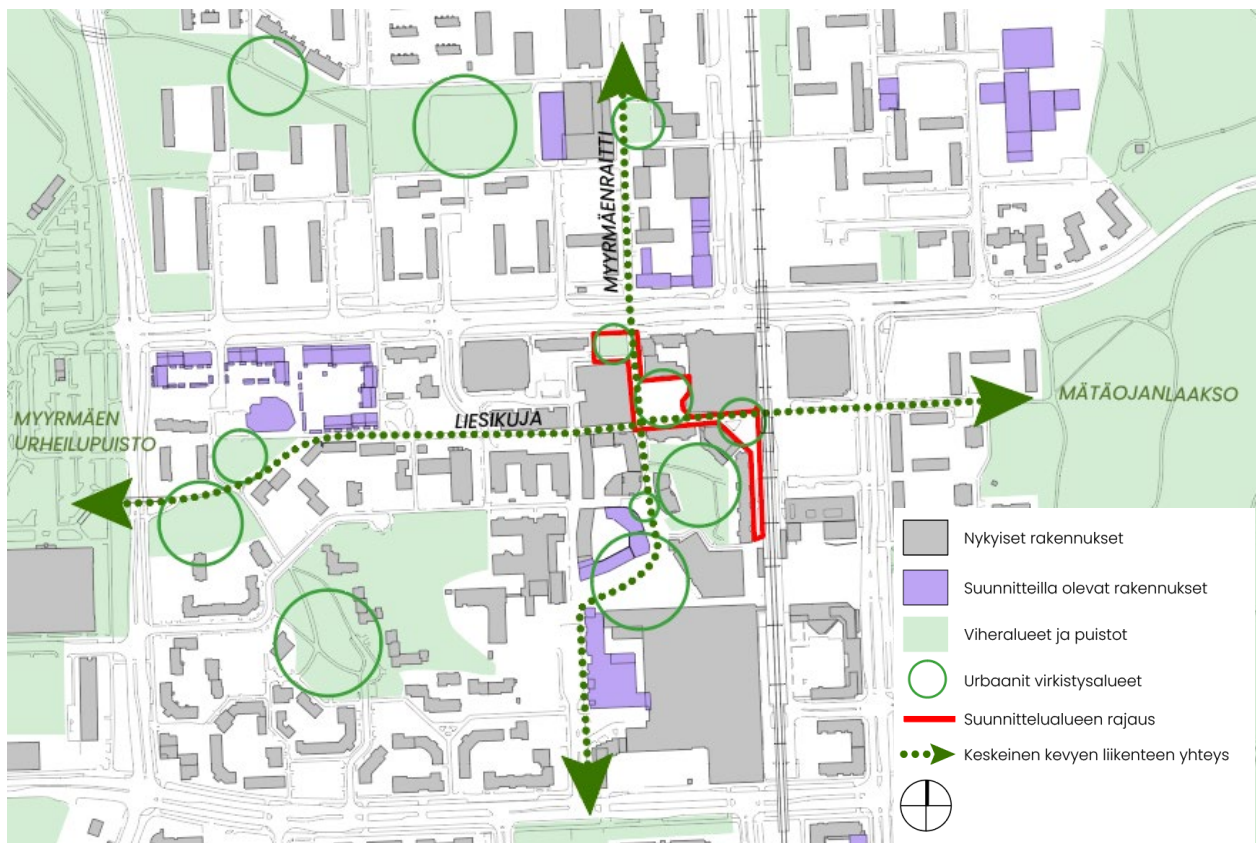 MYYRMÄENRAITTI
LIESIKUJA
MYYRMÄEN
URHEILUPUISTO
MÄTÄOJANLAAKSO
Nykyiset rakennukset
Suunnitteilla olevat rakennukset
Viheralueet ja puistot
Urbaanit virkistysalueet
Suunnittelualueen rajaus
Keskeinen kevyen liikenteen yhteys